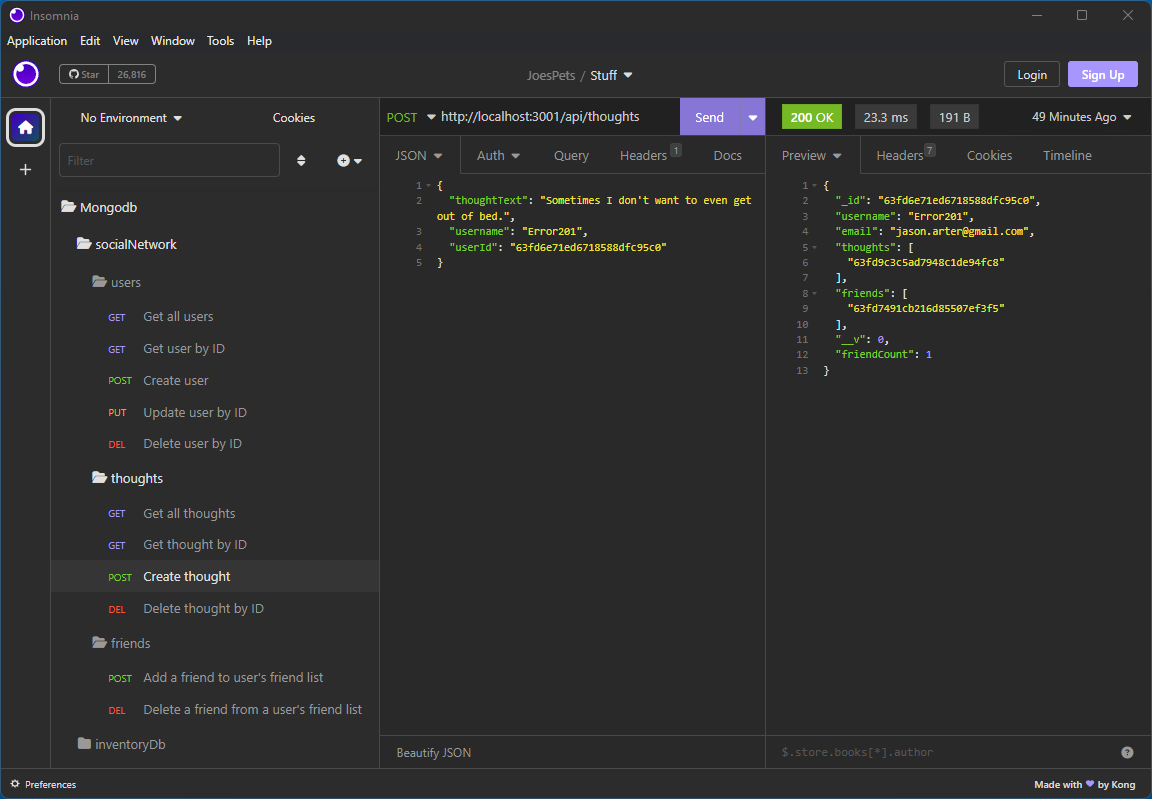 Insomnia
Application Edit View Window Tools Help
Star 26,816
JoesPets / Stuff
Login Sign Up
No Environment Cookies
Filter
Mongodb
socialNetwork
users
GET Get all users
GET Get user by ID
POST Create user
PUT Update user by ID
DEL Delete user by ID
thoughts
GET Get all thoughts
GET Get thought by ID
POST Create thought
DEL Delete thought by ID
friends
POST Add a friend to user's friend list
DEL Delete a friend from a user's friend list
inventoryDb
POST http://localhost:3001/api/thoughts Send
JSON Auth Query Headers 1 Docs
1 {
2 "thoughtText": "Sometimes I don't want to even get
out of bed.",
3 "username": "Error201",
4 "userId": "63fd6e71ed6718588dfc95c0"
5 }
Beautify JSON
200 OK 23.3 ms 191 B 49 Minutes Ago
Preview Headers 7 Cookies Timeline
1 {
2 "_id": "63fd6e71ed6718588dfc95c0",
3 "username": "Error201",
4 "email": "jason.arter@gmail.com",
5 "thoughts": [
6 "63fd9c3c5ad7948c1de94fc8"
7 ],
8 "friends": [
9 "63fd7491cb216d85507ef3f5"
10 ],
11 "__v": 0,
12 "friendCount": 1
13 }
$.store.books[*].author
?
Preferences
Made with ♥ by Kong